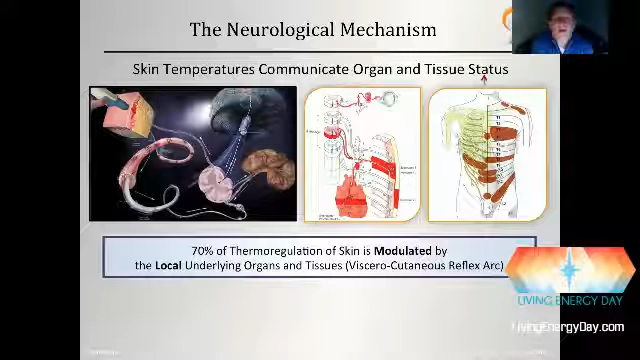 The Neurological Mechanism
Skin Temperatures Communicate Organ and Tissue Status
70% of Thermoregulation of Skin is Modulated by
the Local Underlying Organs and Tissues (Viscero-Cutaneous Reflex Arc)
LIVING ENERGY DAY
LivingEnergyDay.com